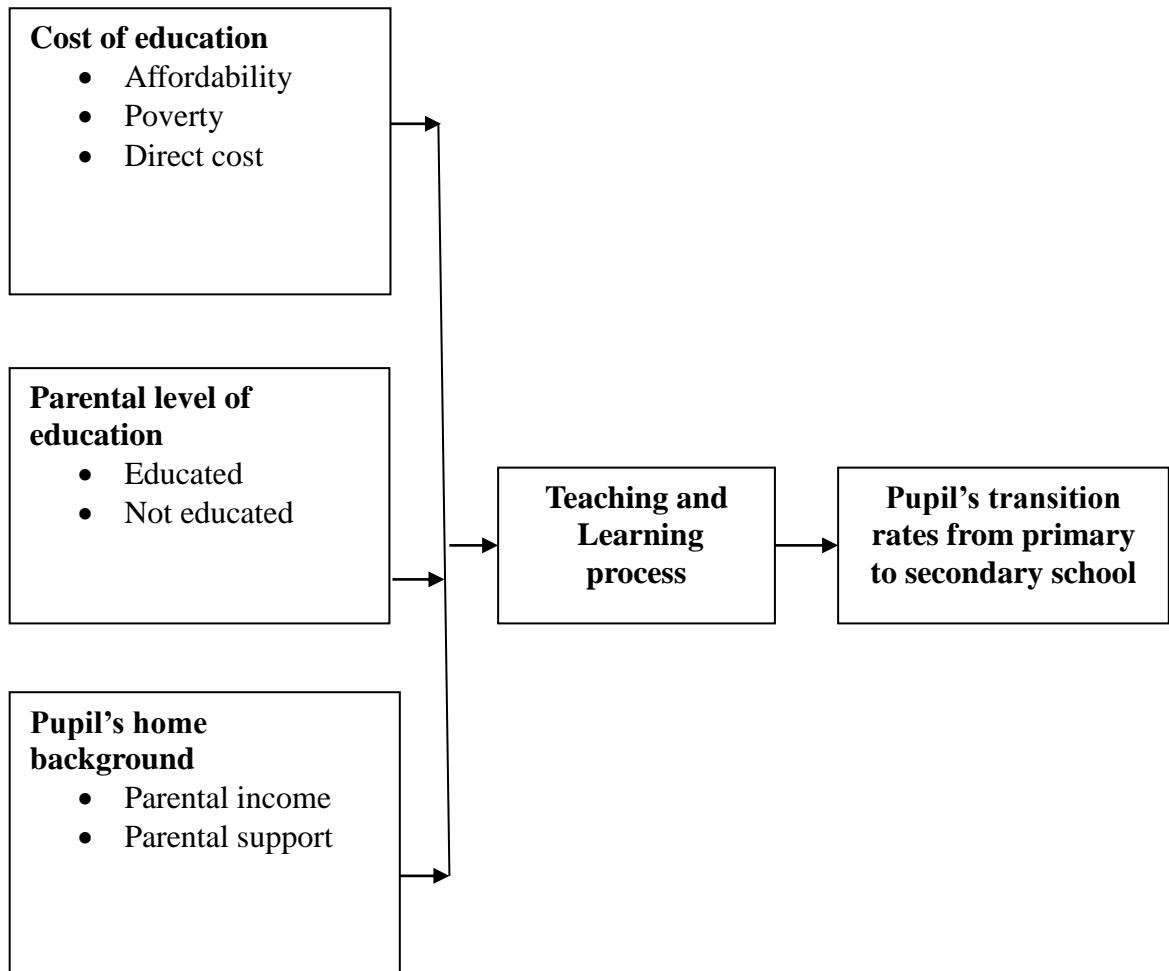 Cost of education
• Affordability
• Poverty
• Direct cost
Parental level of
education
• Educated
• Not educated
Teaching and
Learning
process
Pupil’s transition
rates from primary
to secondary school
Pupil’s home
background
• Parental income
• Parental support